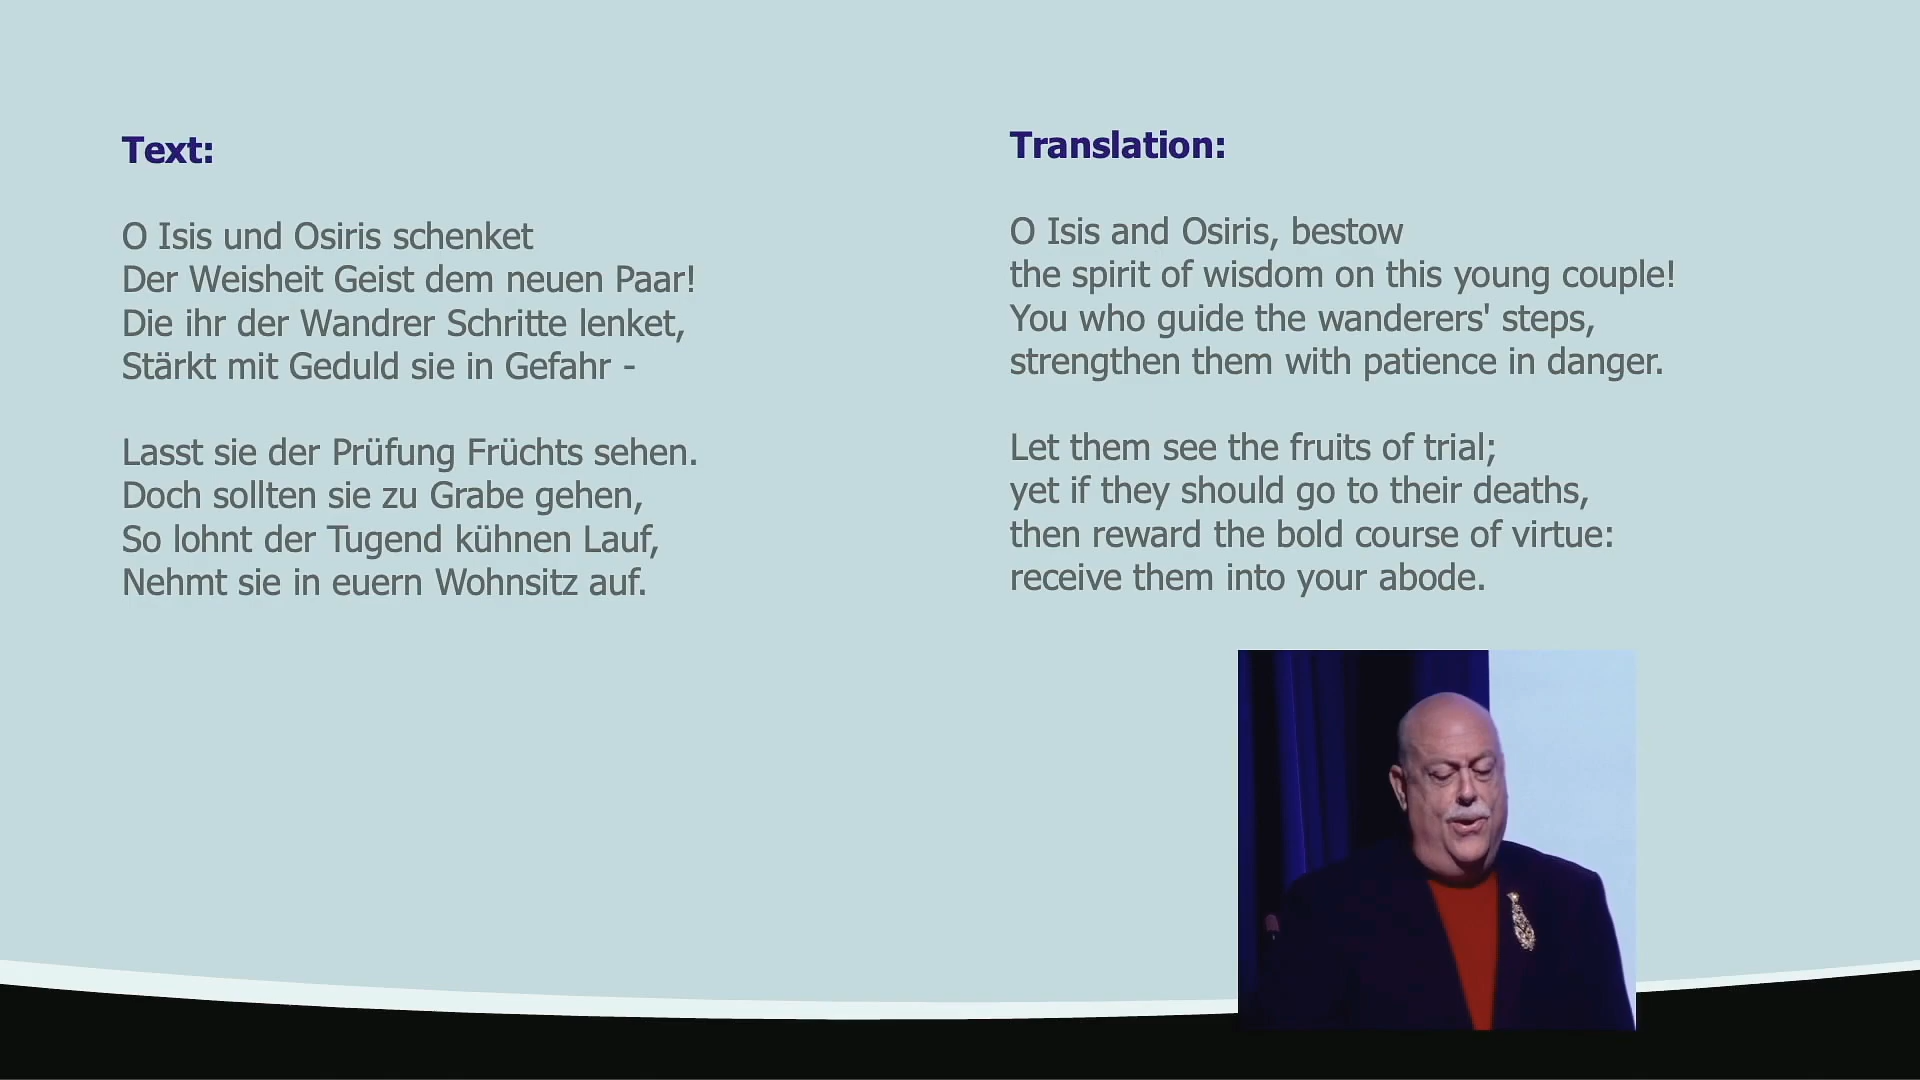 Text:
O Isis und Osiris schenket
Der Weisheit Geist dem neuen Paar!
Die ihr der Wandrer Schritte lenket,
Stärkt mit Geduld sie in Gefahr -
Lasst sie der Prüfung Früchts sehen.
Doch sollten sie zu Grabe gehen,
So lohnt der Tugend kühnen Lauf,
Nehmt sie in euern Wohnsitz auf.
Translation:
O Isis and Osiris, bestow
the spirit of wisdom on this young couple!
You who guide the wanderers' steps,
strengthen them with patience in danger.
Let them see the fruits of trial;
yet if they should go to their deaths,
then reward the bold course of virtue:
receive them into your abode.